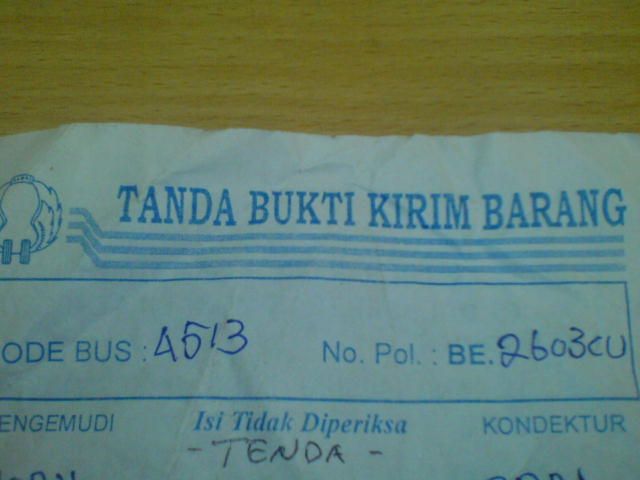 TANDA BUKTI KIRIM BARANG
ODE BUS : 4513 No. Pol. : BE. 2603CU
ENGEMUDI Isi Tidak Diperiksa KONDEKTUR
- TENDA -